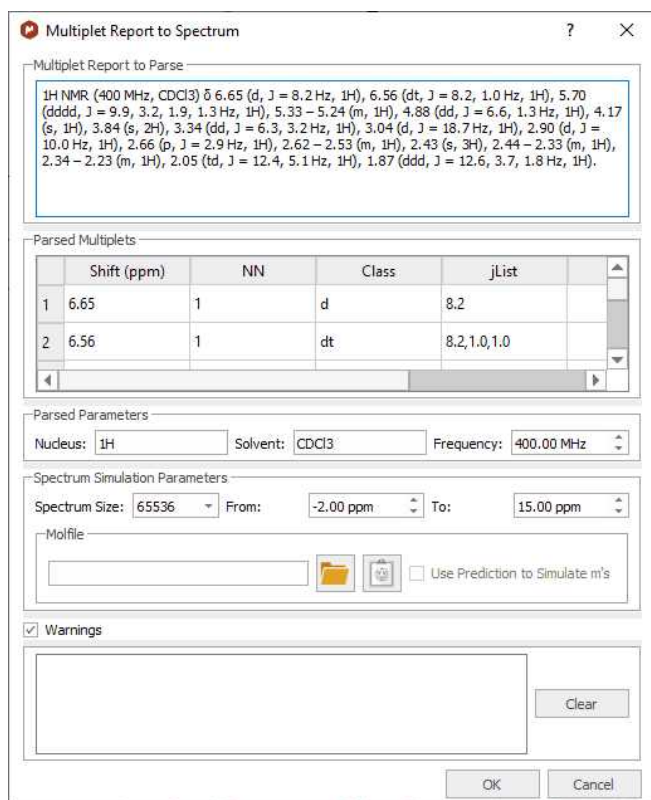 Multiplet Report to Spectrum
Multiplet Report to Parse
1H NMR (400 MHz, CDCl3) δ 6.65 (d, J = 8.2 Hz, 1H), 6.56 (dt, J = 8.2, 1.0 Hz, 1H), 5.70
(dddd, J = 9.9, 3.2, 1.9, 1.3 Hz, 1H), 5.33 – 5.24 (m, 1H), 4.88 (dd, J = 6.6, 1.3 Hz, 1H), 4.17
(s, 1H), 3.84 (s, 2H), 3.34 (dd, J = 6.3, 3.2 Hz, 1H), 3.04 (d, J = 18.7 Hz, 1H), 2.90 (d, J =
10.0 Hz, 1H), 2.66 (p, J = 2.9 Hz, 1H), 2.62 – 2.53 (m, 1H), 2.43 (s, 3H), 2.44 – 2.33 (m, 1H),
2.34 – 2.23 (m, 1H), 2.05 (td, J = 12.4, 5.1 Hz, 1H), 1.87 (ddd, J = 12.6, 3.7, 1.8 Hz, 1H).
Parsed Multiplets
Shift (ppm) NN Class jList
1 6.65 1 d 8.2
2 6.56 1 dt 8.2,1.0,1.0
Parsed Parameters
Nucleus: 1H Solvent: CDCl3 Frequency: 400.00 MHz
Spectrum Simulation Parameters
Spectrum Size: 65536 From: -2.00 ppm To: 15.00 ppm
Molfile
Use Prediction to Simulate m's
Warnings
Clear
OK Cancel